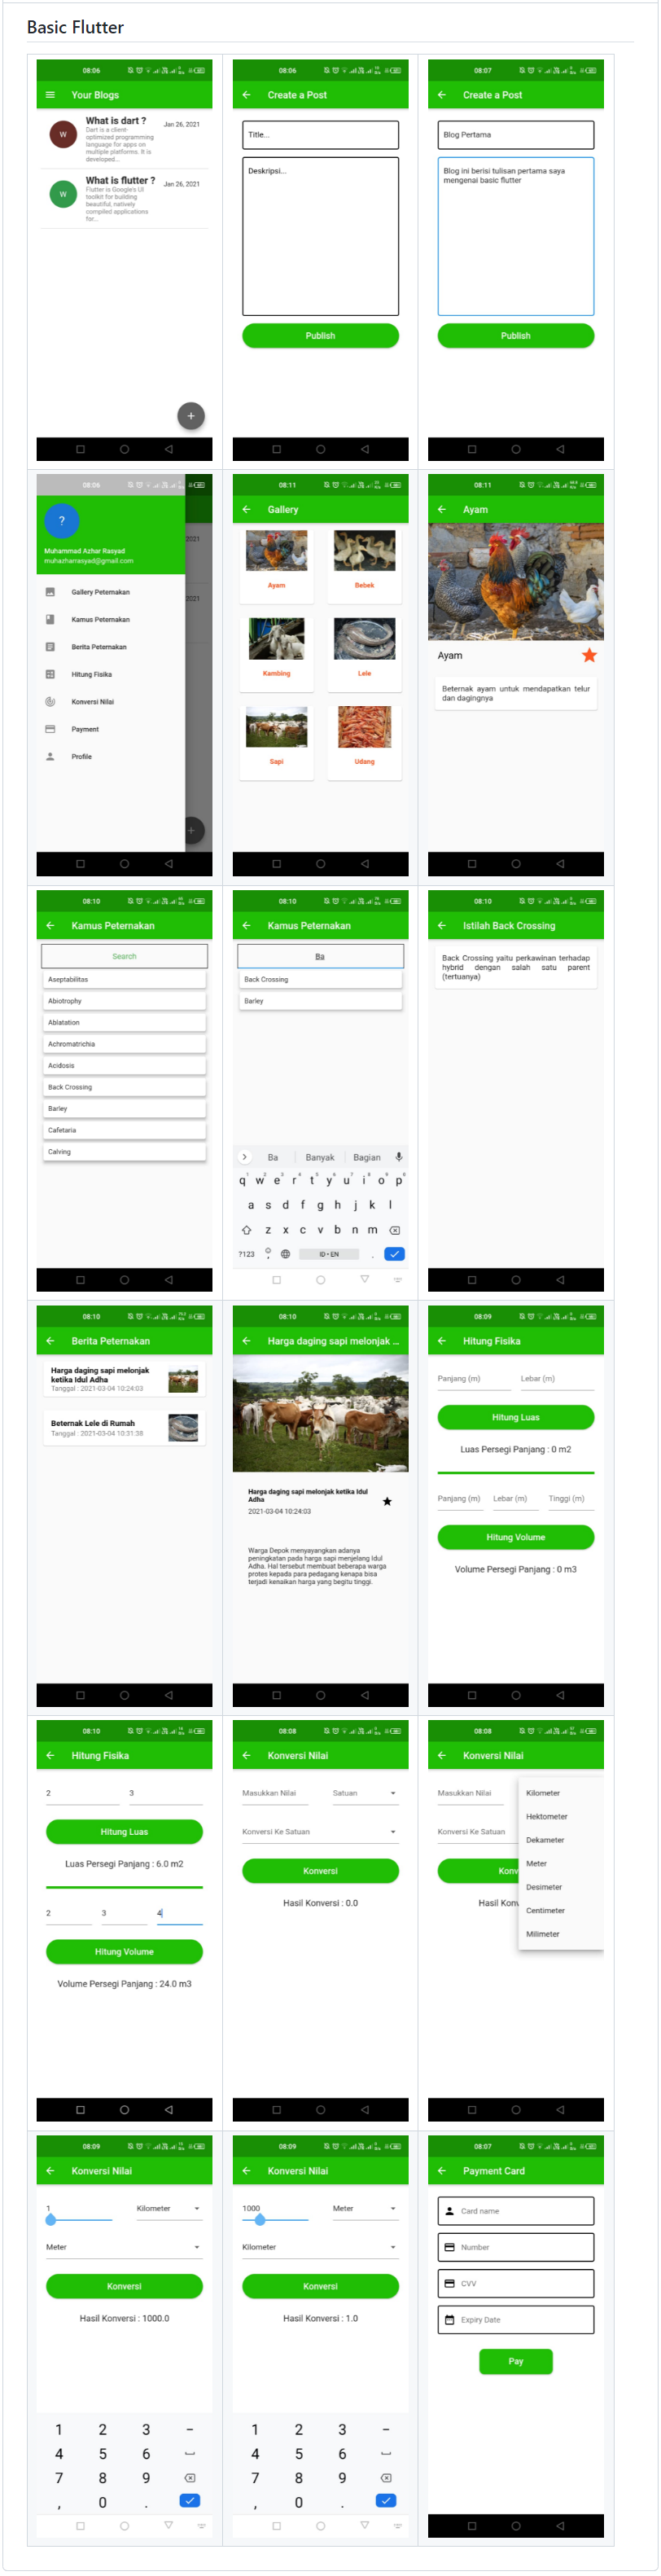 Basic Flutter
08:06
Your Blogs
W
What is dart ?
Jan 26, 2021
Dart is a client-
optimized programming
language for apps on
multiple platforms. It is
developed...
W
What is flutter ?
Jan 26, 2021
Flutter is Google's UI
toolkit for building
beautiful, natively
compiled applications
for...
+
08:06
Create a Post
Title...
Deskripsi...
Publish
08:07
Create a Post
Blog Pertama
Blog ini berisi tulisan pertama saya
mengenai basic flutter
Publish
08:06
?
Muhammad Azhar Rasyad
muhazharrasyad@gmail.com
2021
2021
Gallery Peternakan
Kamus Peternakan
Berita Peternakan
Hitung Fisika
Konversi Nilai
Payment
Profile
+
08:11
Gallery
Ayam
Bebek
Kambing
Lele
Sapi
Udang
08:11
Ayam
Ayam
Beternak ayam untuk mendapatkan telur
dan dagingnya
08:10
Kamus Peternakan
Search
Aseptabilitas
Abiotrophy
Ablatation
Achromatrichia
Acidosis
Back Crossing
Barley
Cafetaria
Calving
08:10
Kamus Peternakan
Ba
Back Crossing
Barley
Ba Banyak Bagian
q w e r t y u i o p
a s d f g h j k l
z x c v b n m
?123 , ID • EN .
08:10
Istilah Back Crossing
Back Crossing yaitu perkawinan terhadap
hybrid dengan salah satu parent
(tertuanya)
08:10
Berita Peternakan
Harga daging sapi melonjak
ketika Idul Adha
Tanggal : 2021-03-04 10:24:03
Beternak Lele di Rumah
Tanggal : 2021-03-04 10:31:38
08:10
Harga daging sapi melonjak ...
Harga daging sapi melonjak ketika Idul
Adha
2021-03-04 10:24:03
Warga Depok menyayangkan adanya
peningkatan pada harga sapi menjelang Idul
Adha. Hal tersebut membuat beberapa warga
protes kepada para pedagang kenapa bisa
terjadi kenaikan harga yang begitu tinggi.
08:09
Hitung Fisika
Panjang (m) Lebar (m)
Hitung Luas
Luas Persegi Panjang : 0 m2
Panjang (m) Lebar (m) Tinggi (m)
Hitung Volume
Volume Persegi Panjang : 0 m3
08:10
Hitung Fisika
2 3
Hitung Luas
Luas Persegi Panjang : 6.0 m2
2 3 4
Hitung Volume
Volume Persegi Panjang : 24.0 m3
08:08
Konversi Nilai
Masukkan Nilai Satuan
Konversi Ke Satuan
Konversi
Hasil Konversi : 0.0
08:08
Konversi Nilai
Masukkan Nilai
Konversi Ke Satuan
Konv
Hasil Kon
Kilometer
Hektometer
Dekameter
Meter
Desimeter
Centimeter
Milimeter
08:09
Konversi Nilai
1 Kilometer
Meter
Konversi
Hasil Konversi : 1000.0
1 2 3 -
4 5 6
7 8 9
, 0 .
08:09
Konversi Nilai
1000 Meter
Kilometer
Konversi
Hasil Konversi : 1.0
1 2 3 -
4 5 6
7 8 9
, 0 .
08:07
Payment Card
Card name
Number
CVV
Expiry Date
Pay